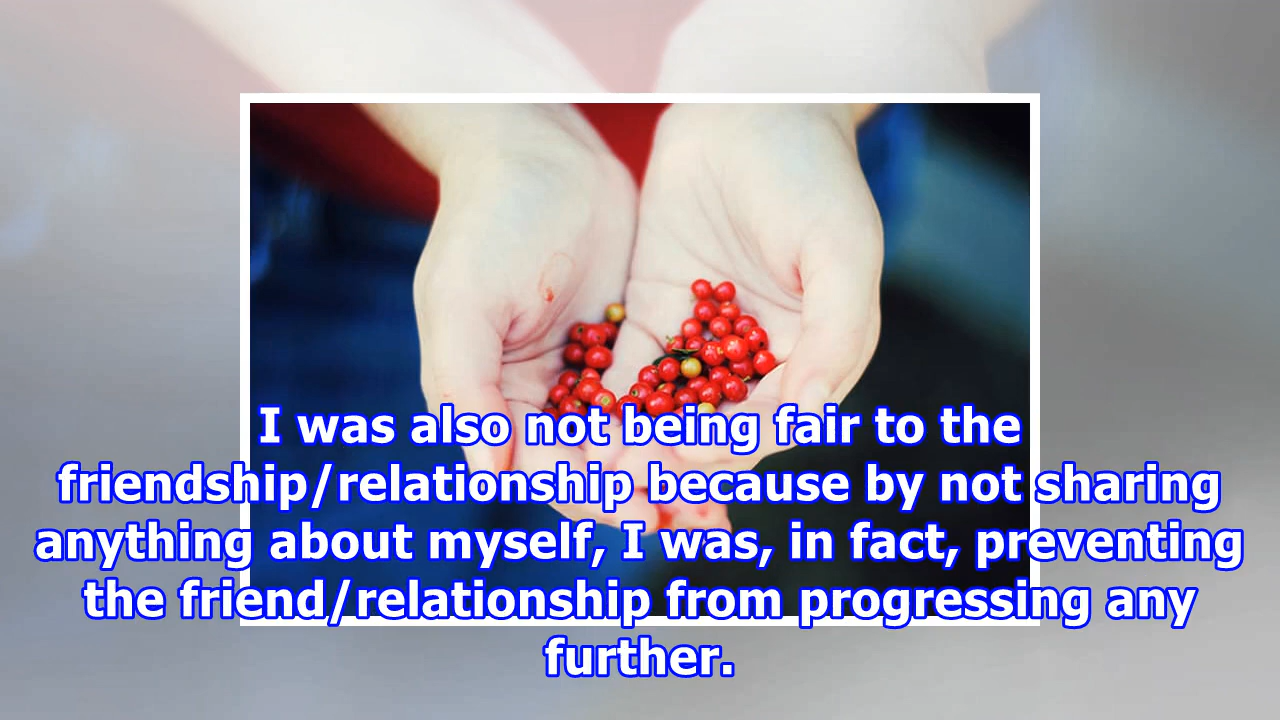 I was also not being fair to the
friendship/relationship because by not sharing
anything about myself, I was, in fact, preventing
the friend/relationship from progressing any
further.